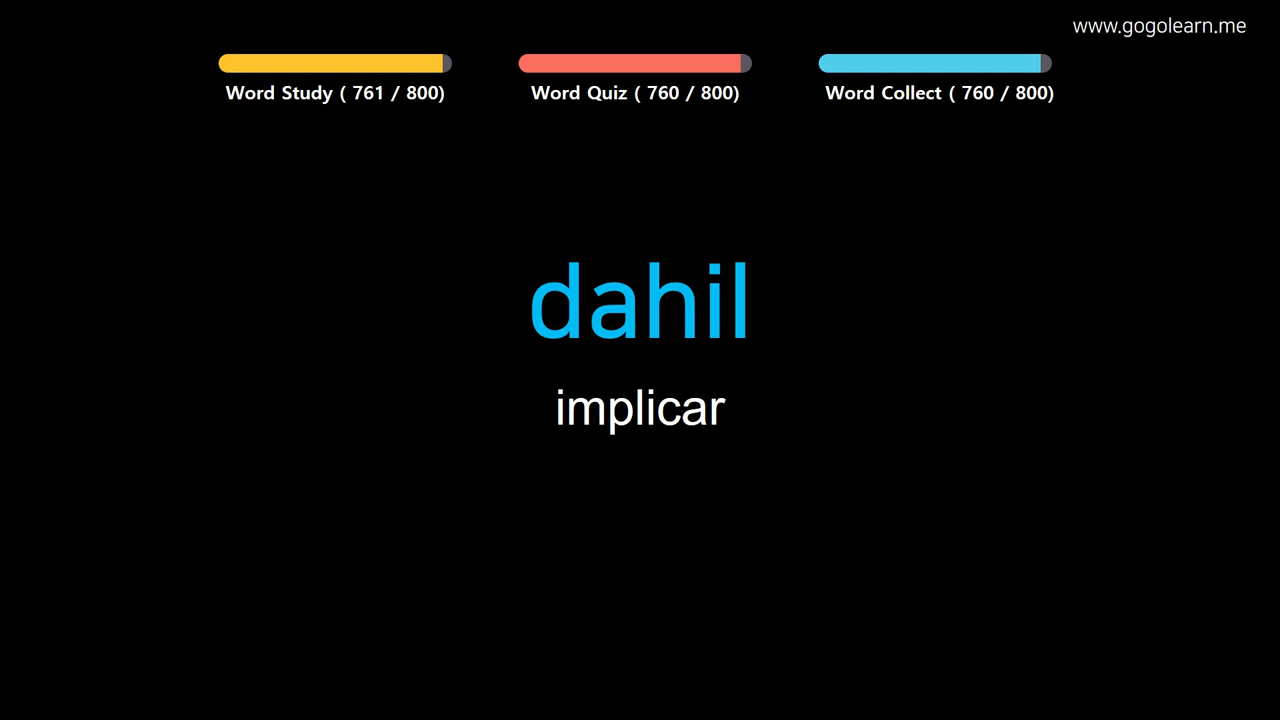 www.gogolearn.me
Word Study ( 761 / 800)
Word Quiz ( 760 / 800)
Word Collect ( 760 / 800)
dahil
implicar